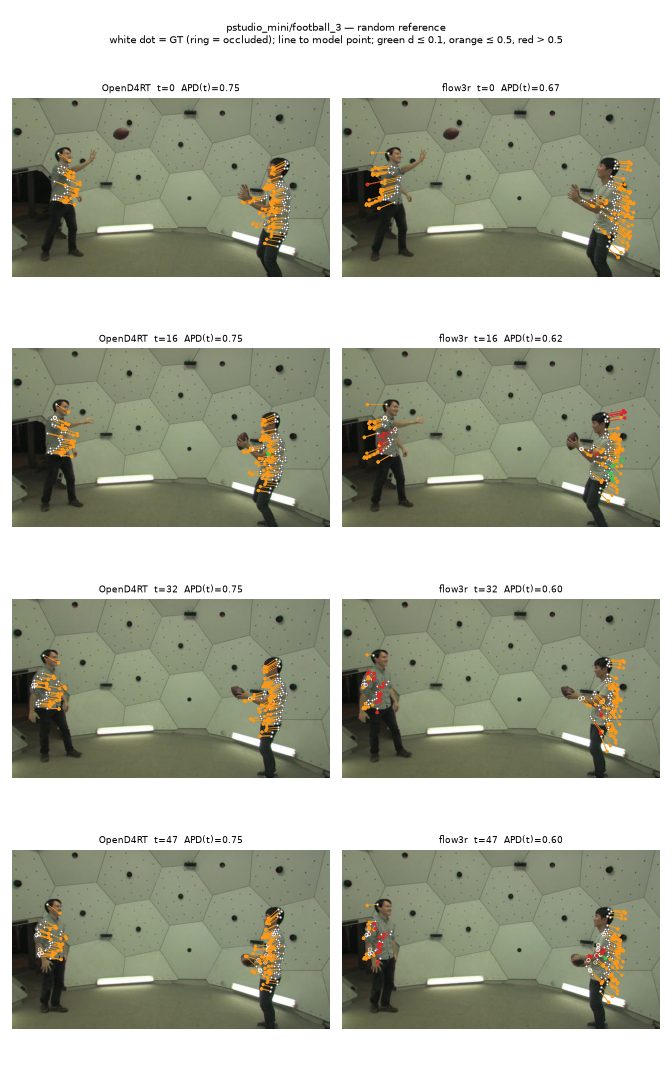 pstudio_mini/football_3 — random reference
white dot = GT (ring = occluded); line to model point; green d ≤ 0.1, orange ≤ 0.5, red > 0.5
OpenD4RT t=0 APD(t)=0.75
flow3r t=0 APD(t)=0.67
OpenD4RT t=16 APD(t)=0.75
flow3r t=16 APD(t)=0.62
OpenD4RT t=32 APD(t)=0.75
flow3r t=32 APD(t)=0.60
OpenD4RT t=47 APD(t)=0.75
flow3r t=47 APD(t)=0.60